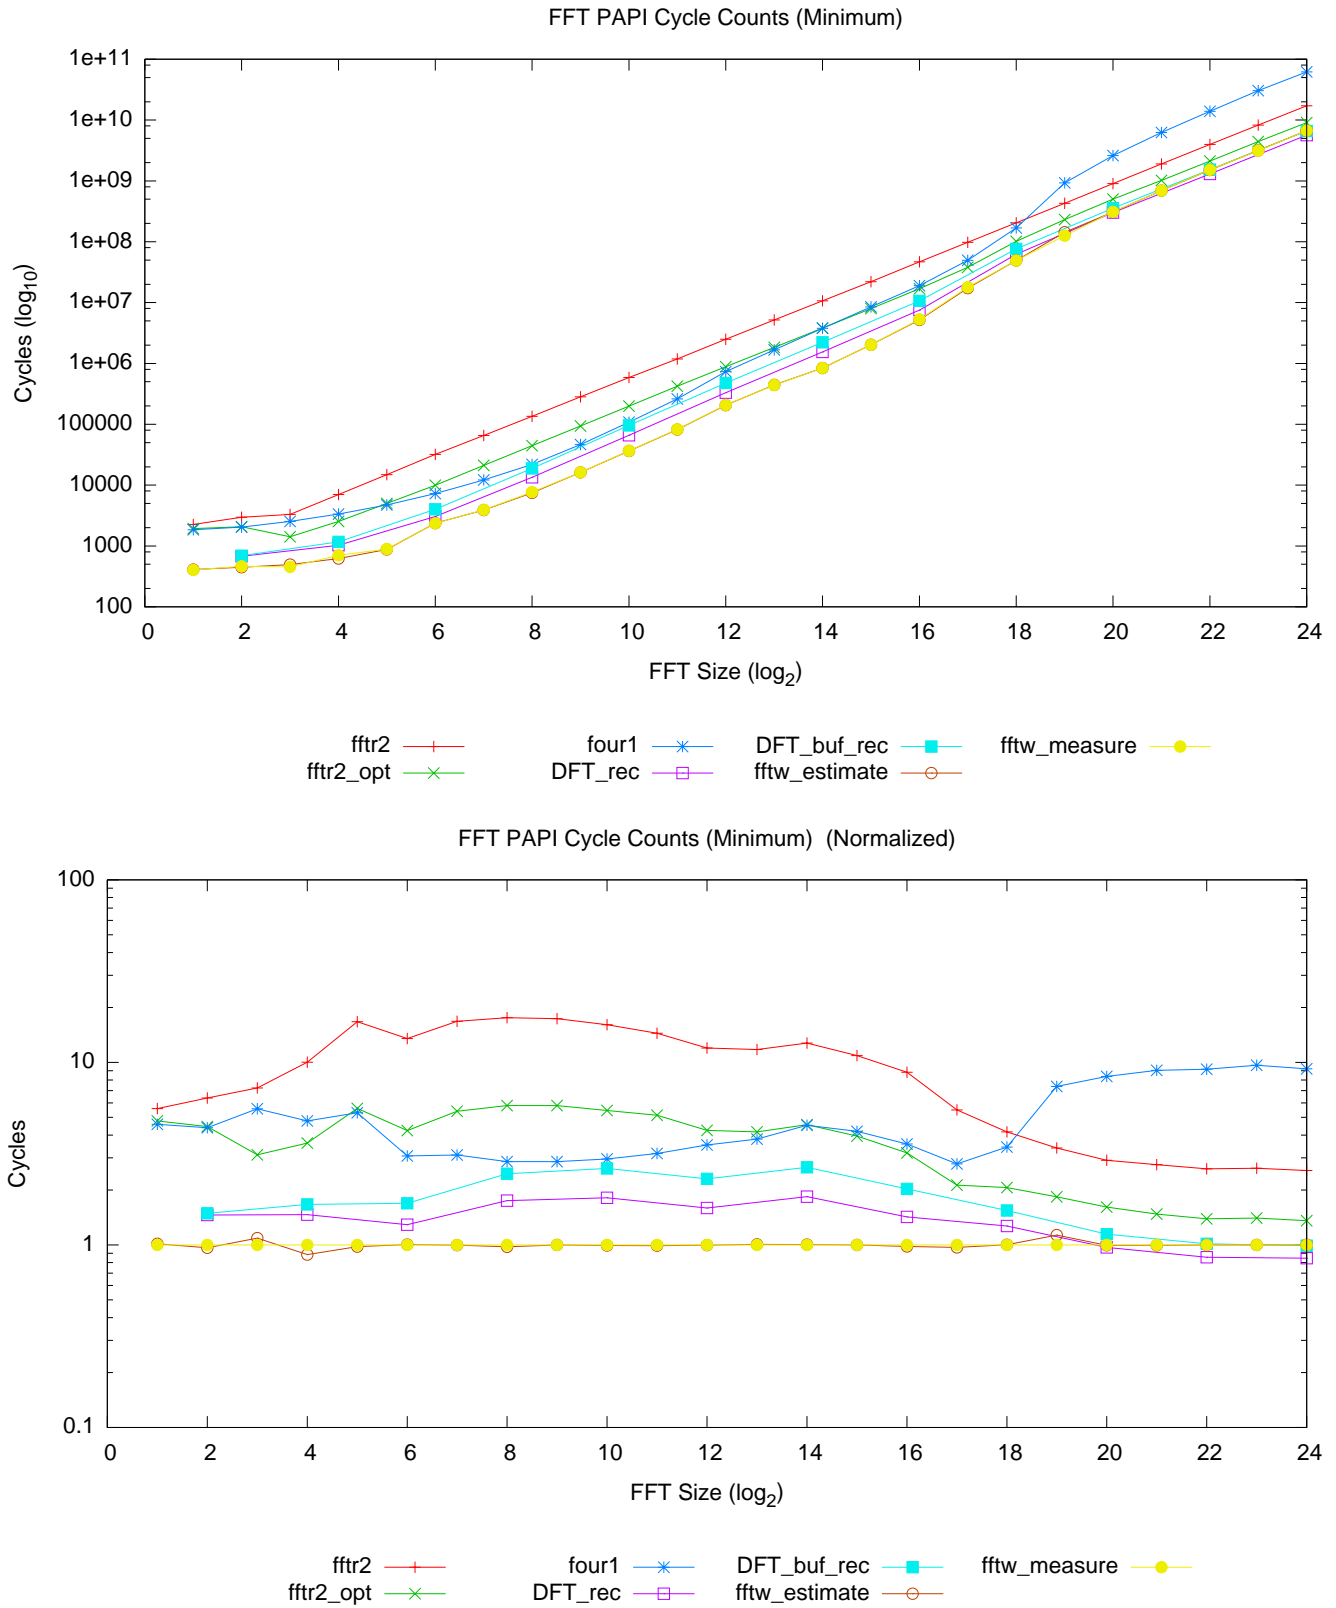 FFT PAPI Cycle Counts (Minimum)
1e+11
1e+10
1e+09
1e+08
1e+07
1e+06
100000
10000
1000
100
Cycles (log10)
0 2 4 6 8 10 12 14 16 18 20 22 24
FFT Size (log2)
fftr2 four1 DFT_buf_rec fftw_measure
fftr2_opt DFT_rec fftw_estimate
FFT PAPI Cycle Counts (Minimum) (Normalized)
100
10
1
0.1
Cycles
0 2 4 6 8 10 12 14 16 18 20 22 24
FFT Size (log2)
fftr2 four1 DFT_buf_rec fftw_measure
fftr2_opt DFT_rec fftw_estimate